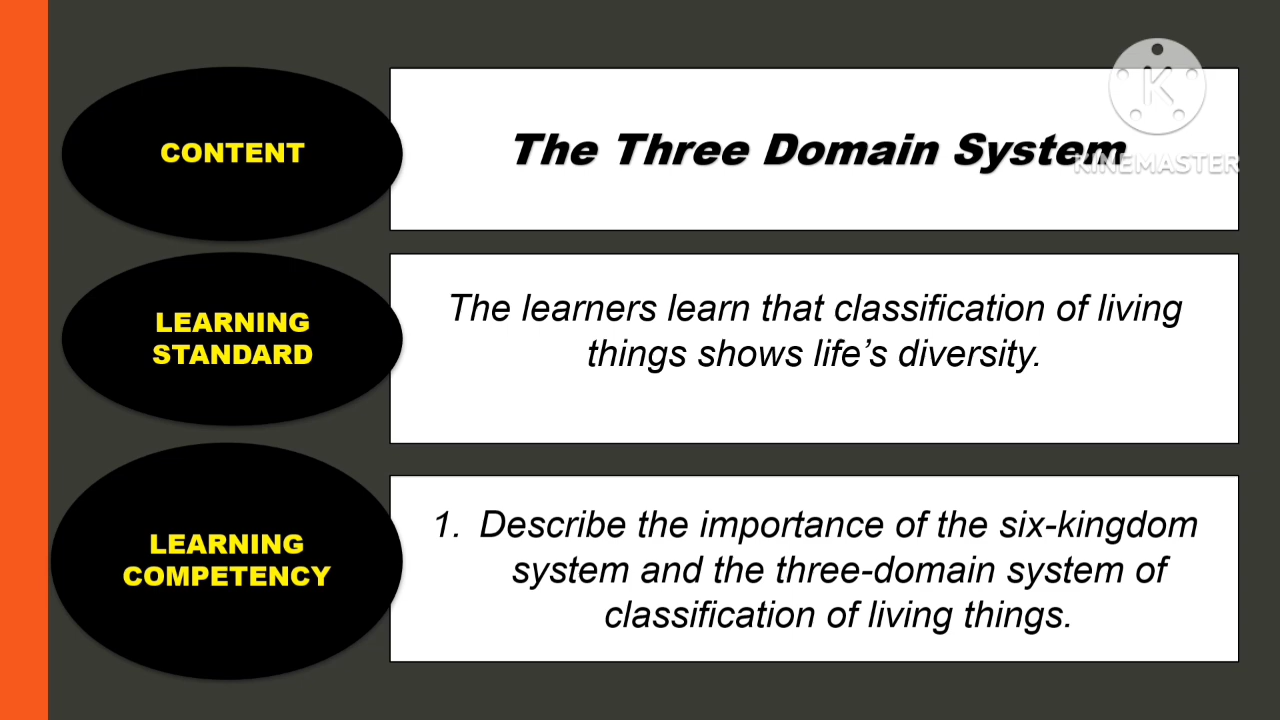 CONTENT
The Three Domain System
KINEMASTER
LEARNING
STANDARD
The learners learn that classification of living
things shows life’s diversity.
LEARNING
COMPETENCY
1. Describe the importance of the six-kingdom
system and the three-domain system of
classification of living things.